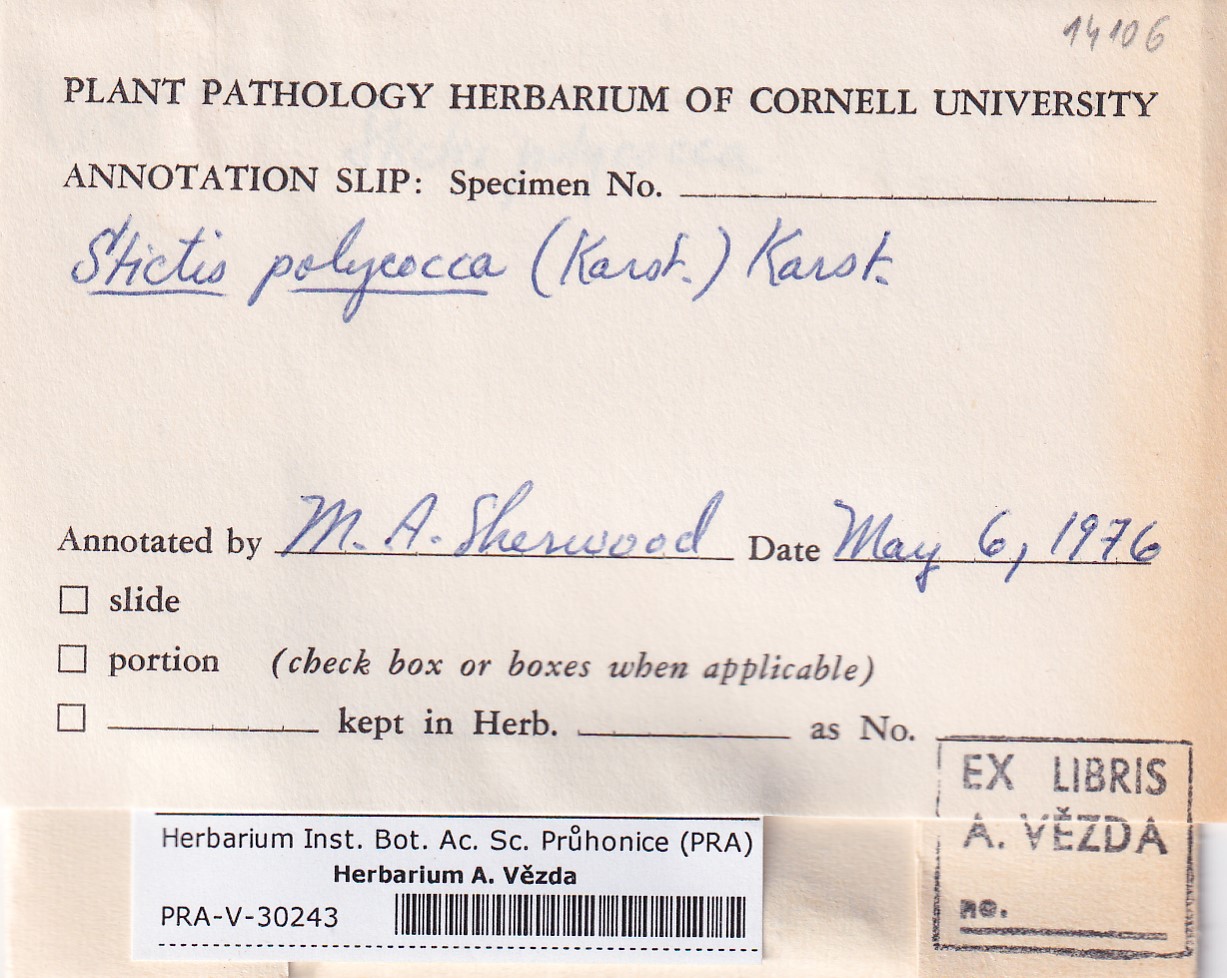 14106
PLANT PATHOLOGY HERBARIUM OF CORNELL UNIVERSITY
ANNOTATION SLIP: Specimen No.
Stictis polycocca (Karst.) Karst.
Annotated by M. A. Sherwood Date May 6, 1976
slide
portion (check box or boxes when applicable)
kept in Herb. as No.
EX LIBRIS
A. VĚZDA
no.
Herbarium Inst. Bot. Ac. Sc. Průhonice (PRA)
Herbarium A. Vězda
PRA-V-30243